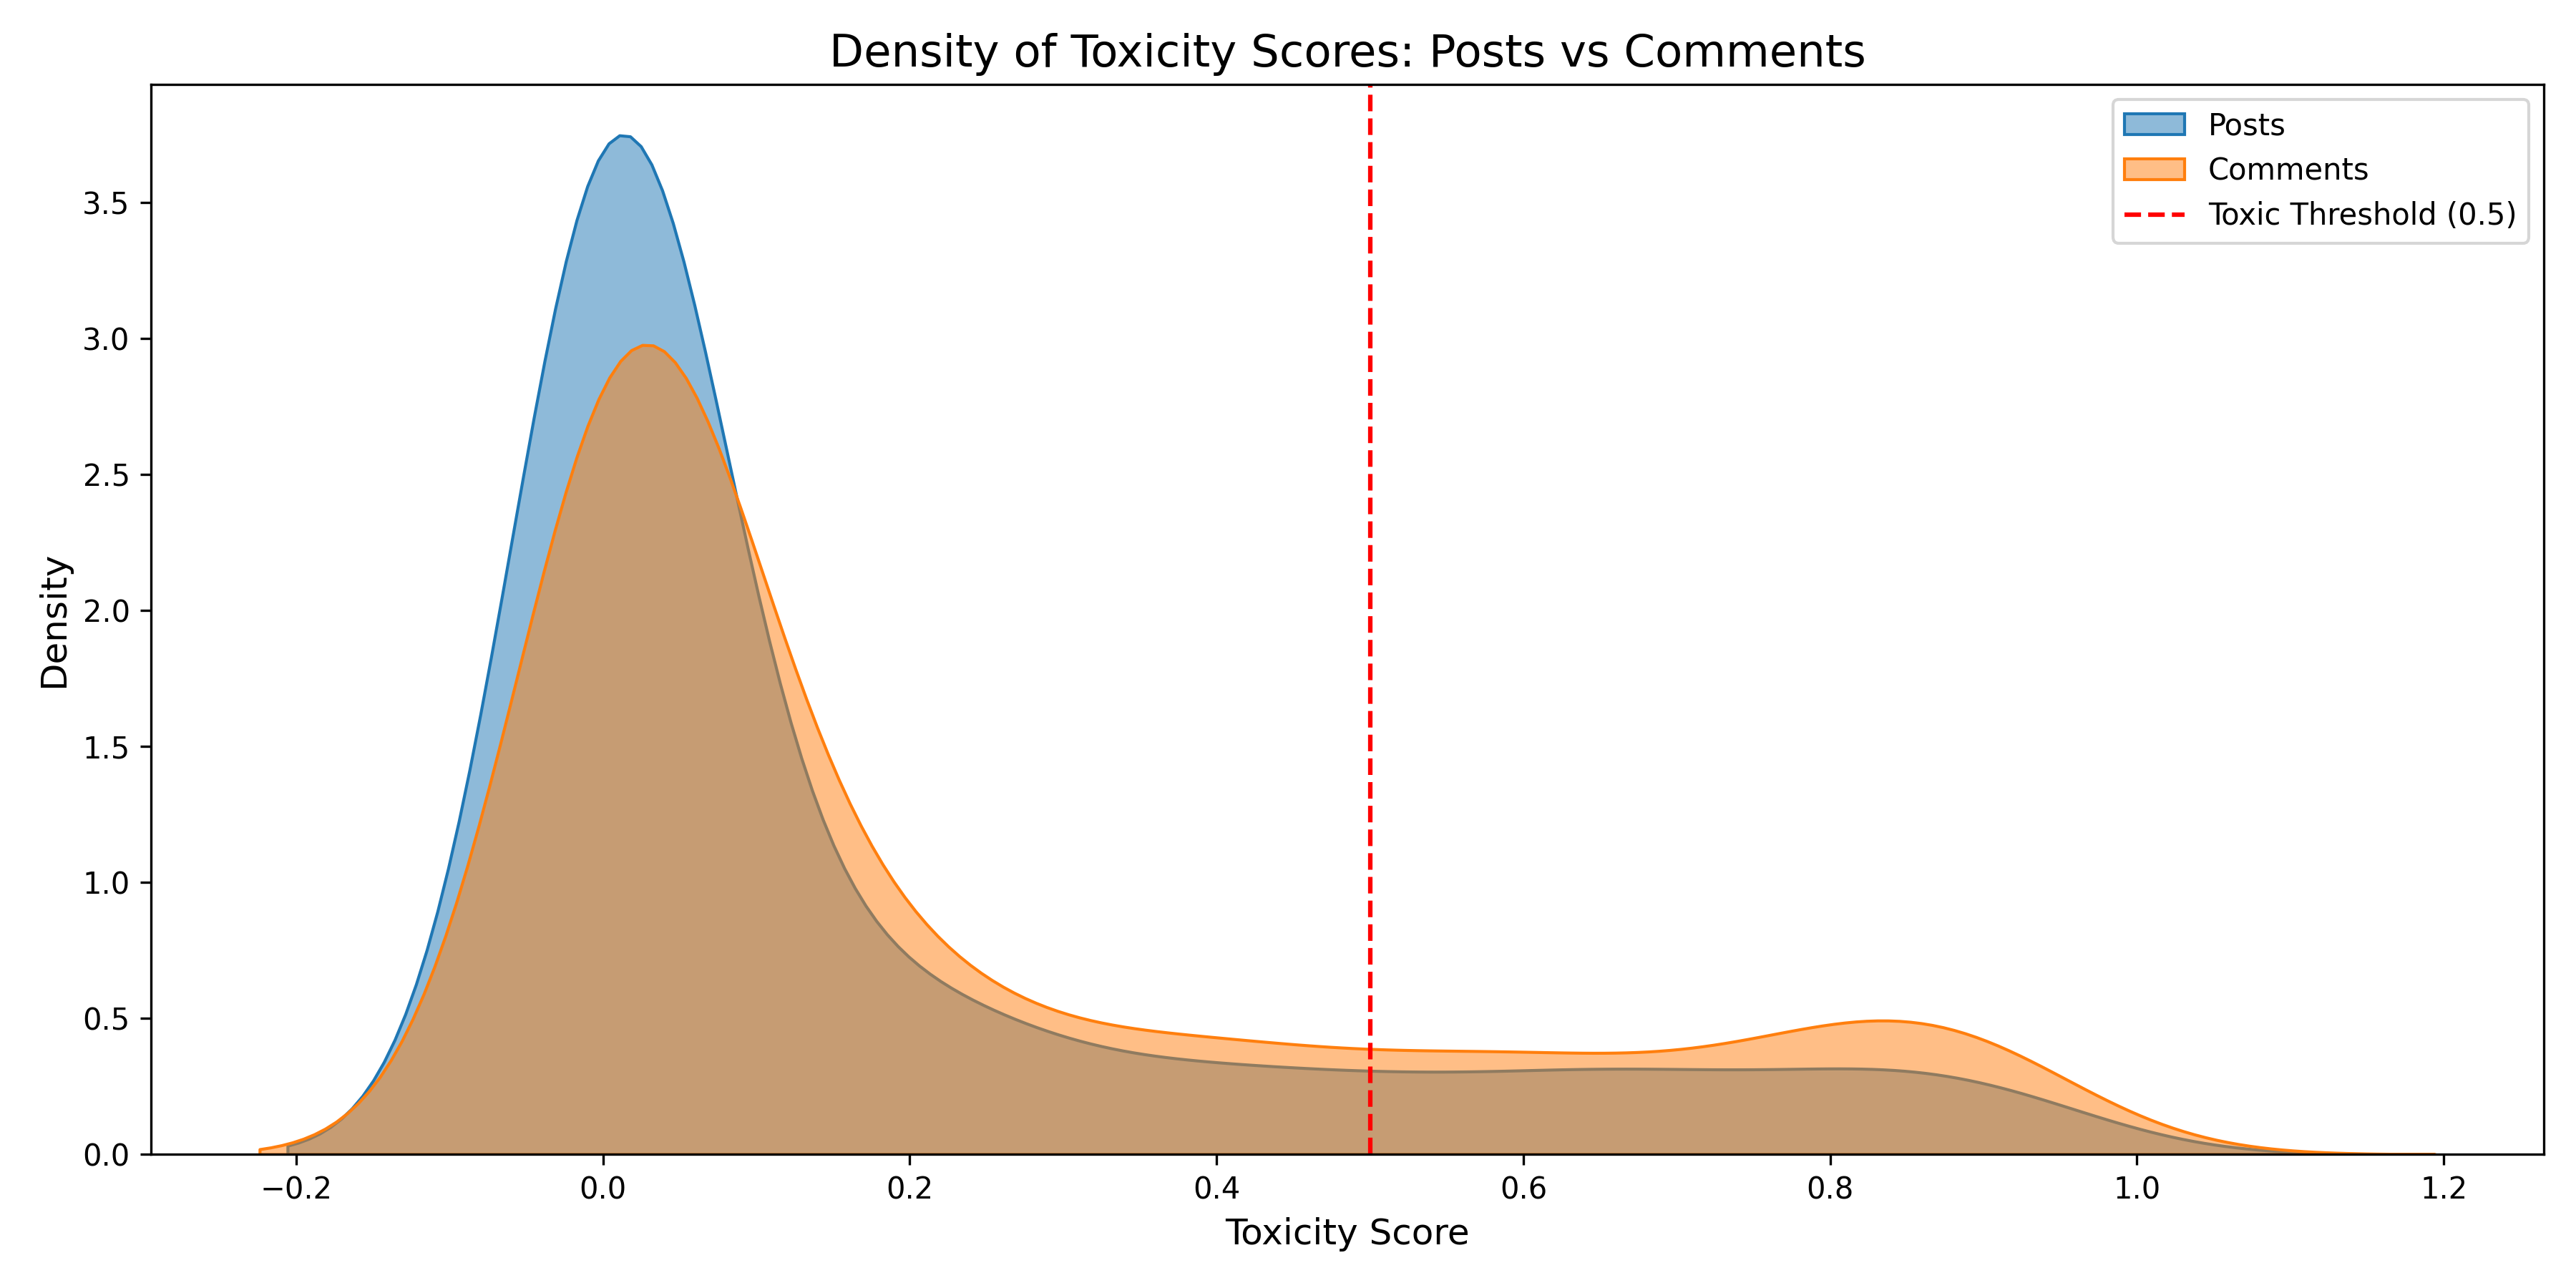 Density of Toxicity Scores: Posts vs Comments
Posts
Comments
Toxic Threshold (0.5)
Density
3.5
3.0
2.5
2.0
1.5
1.0
0.5
0.0
−0.2
0.0
0.2
0.4
0.6
0.8
1.0
1.2
Toxicity Score